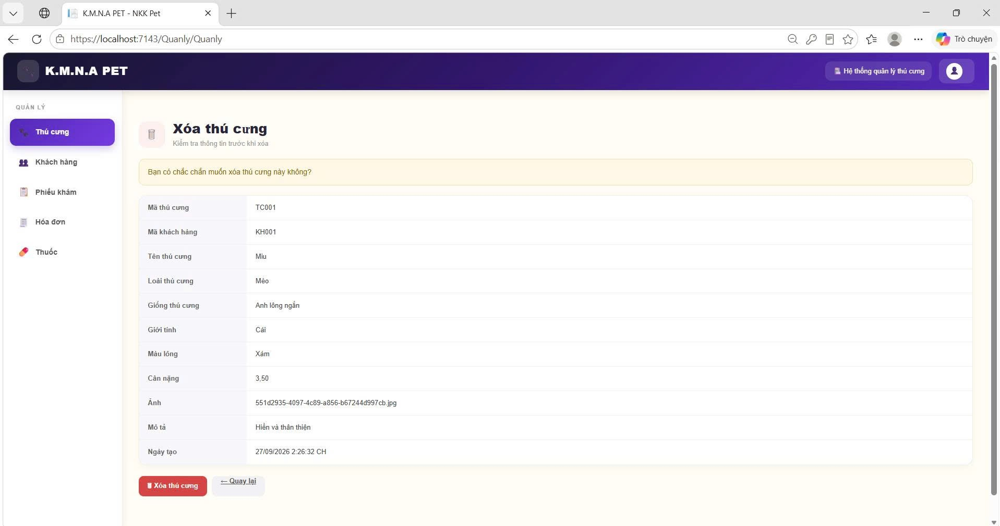 K.M.N.A PET - NKK Pet
https://localhost:7143/Quanly/Quanly
Trò chuyện
K.M.N.A PET
Hệ thống quản lý thú cưng
QUẢN LÝ
Thú cưng
Khách hàng
Phiếu khám
Hóa đơn
Thuốc
Xóa thú cưng
Kiểm tra thông tin trước khi xóa
Bạn có chắc chắn muốn xóa thú cưng này không?
Mã thú cưng TC001
Mã khách hàng KH001
Tên thú cưng Miu
Loài thú cưng Mèo
Giống thú cưng Anh lông ngắn
Giới tính Cái
Màu lông Xám
Cân nặng 3,50
Ảnh 551d2935-4097-4c89-a856-b67244d997cb.jpg
Mô tả Hiền và thân thiện
Ngày tạo 27/09/2026 2:26:32 CH
Xóa thú cưng ← Quay lại